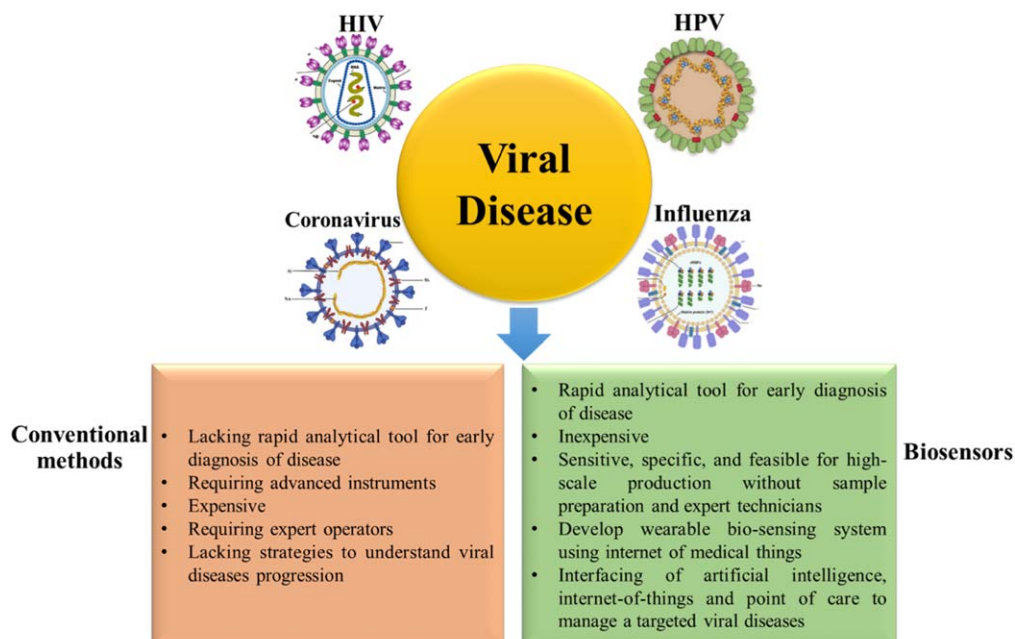 HIV
HPV
RNA
Capsid
Matrix
Viral
Disease
Coronavirus
Influenza
Conventional
methods
• Lacking rapid analytical tool for early
diagnosis of disease
• Requiring advanced instruments
• Expensive
• Requiring expert operators
• Lacking strategies to understand viral
diseases progression
• Rapid analytical tool for early diagnosis
of disease
• Inexpensive
• Sensitive, specific, and feasible for high-
scale production without sample
preparation and expert technicians
• Develop wearable bio-sensing system
using internet of medical things
• Interfacing of artificial intelligence,
internet-of-things and point of care to
manage a targeted viral diseases
Biosensors